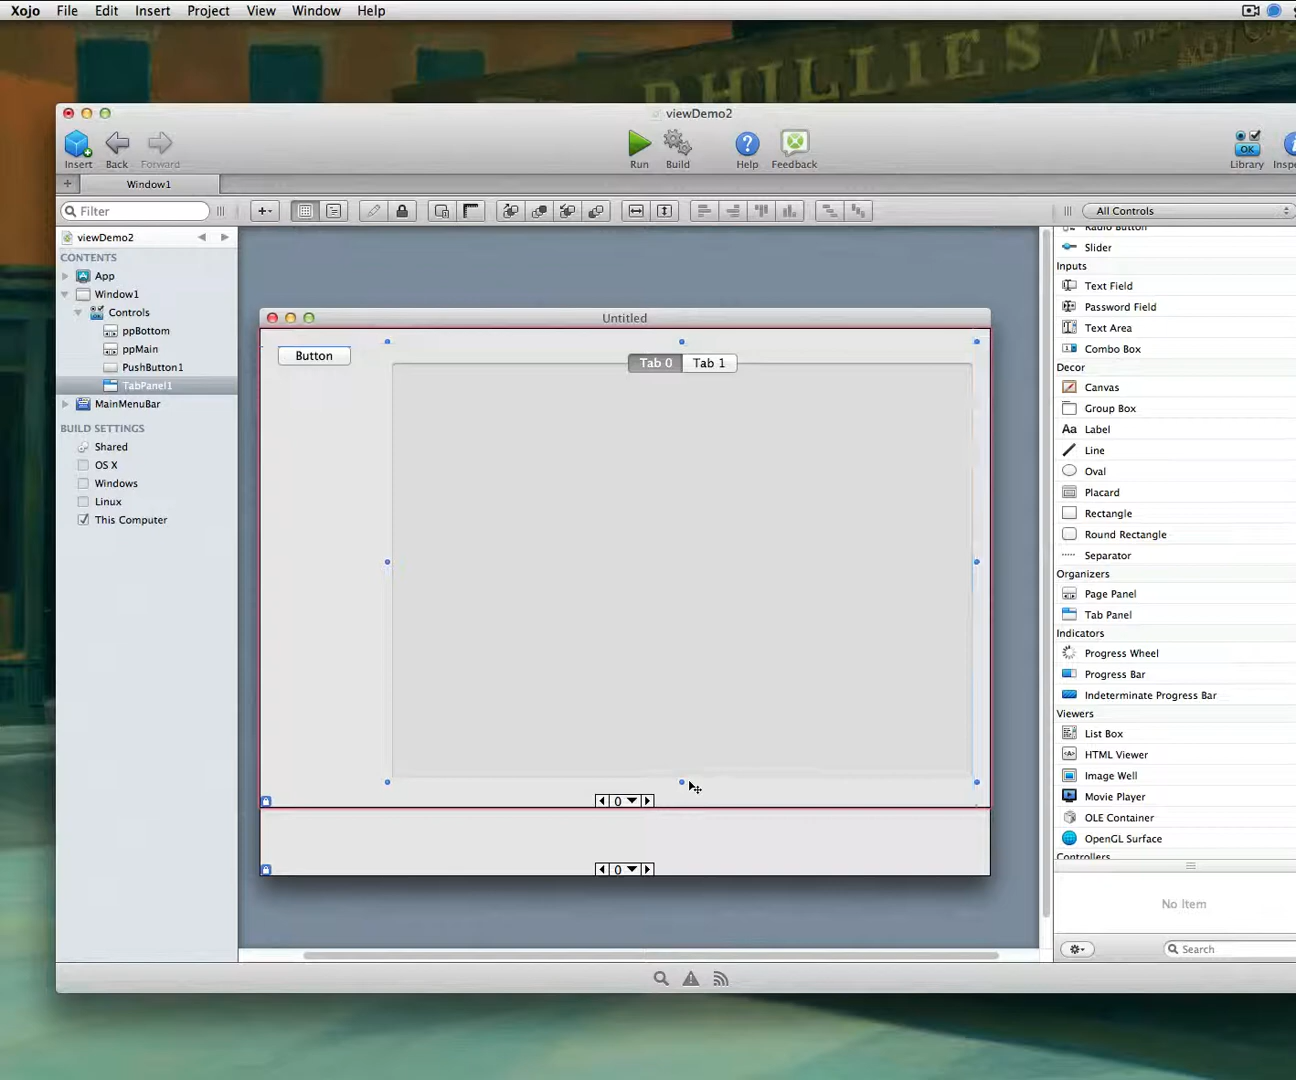 Xojo File Edit Insert Project View Window Help
PHILLIES
viewDemo2
Insert Back Forward Run Build Help Feedback OK Library
Window1
Filter
All Controls
viewDemo2
CONTENTS
App
Window1
Controls
ppBottom
ppMain
PushButton1
TabPanel1
MainMenuBar
BUILD SETTINGS
Shared
OS X
Windows
Linux
This Computer
Untitled
Button
Tab 0 Tab 1
0
0
Radio Button
Slider
Inputs
Text Field
Password Field
Text Area
Combo Box
Decor
Canvas
Group Box
Aa Label
Line
Oval
Placard
Rectangle
Round Rectangle
Separator
Organizers
Page Panel
Tab Panel
Indicators
Progress Wheel
Progress Bar
Indeterminate Progress Bar
Viewers
List Box
HTML Viewer
Image Well
Movie Player
OLE Container
OpenGL Surface
Controllers
No Item
Search